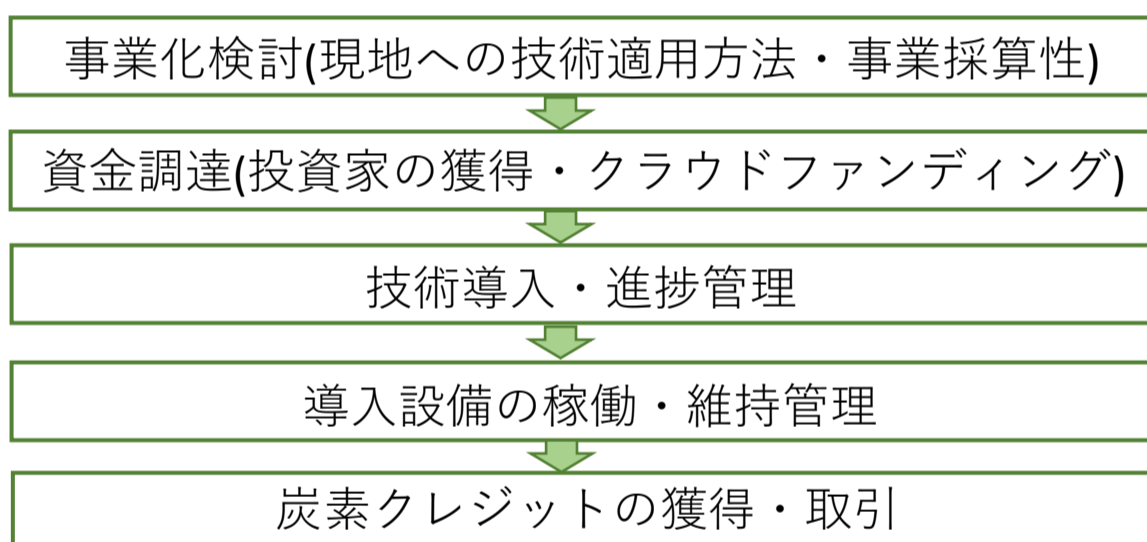 事業化検討(現地への技術適用方法・事業採算性)
資金調達(投資家の獲得・クラウドファンディング)
技術導入・進捗管理
導入設備の稼働・維持管理
炭素クレジットの獲得・取引